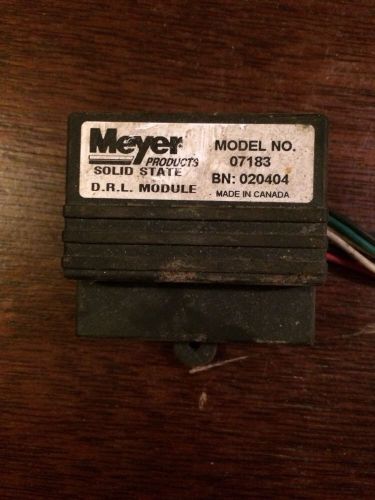 Meyer
PRODUCTS
SOLID STATE
D.R.L. MODULE
MODEL NO.
07183
BN: 020404
MADE IN CANADA